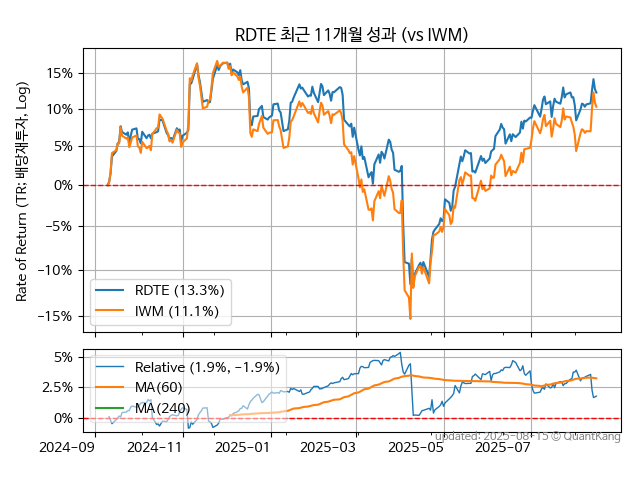 RDTE 최근 11개월 성과 (vs IWM)
Rate of Return (TR: 배당재투자, Log)
15%
10%
5%
0%
−5%
−10%
−15%
RDTE (13.3%)
IWM (11.1%)
5%
2.5%
0%
Relative (1.9%, −1.9%)
MA(60)
MA(240)
2024-09
2024-11
2025-01
2025-03
2025-05
2025-07
updated: 2025-08-15 © QuantKang